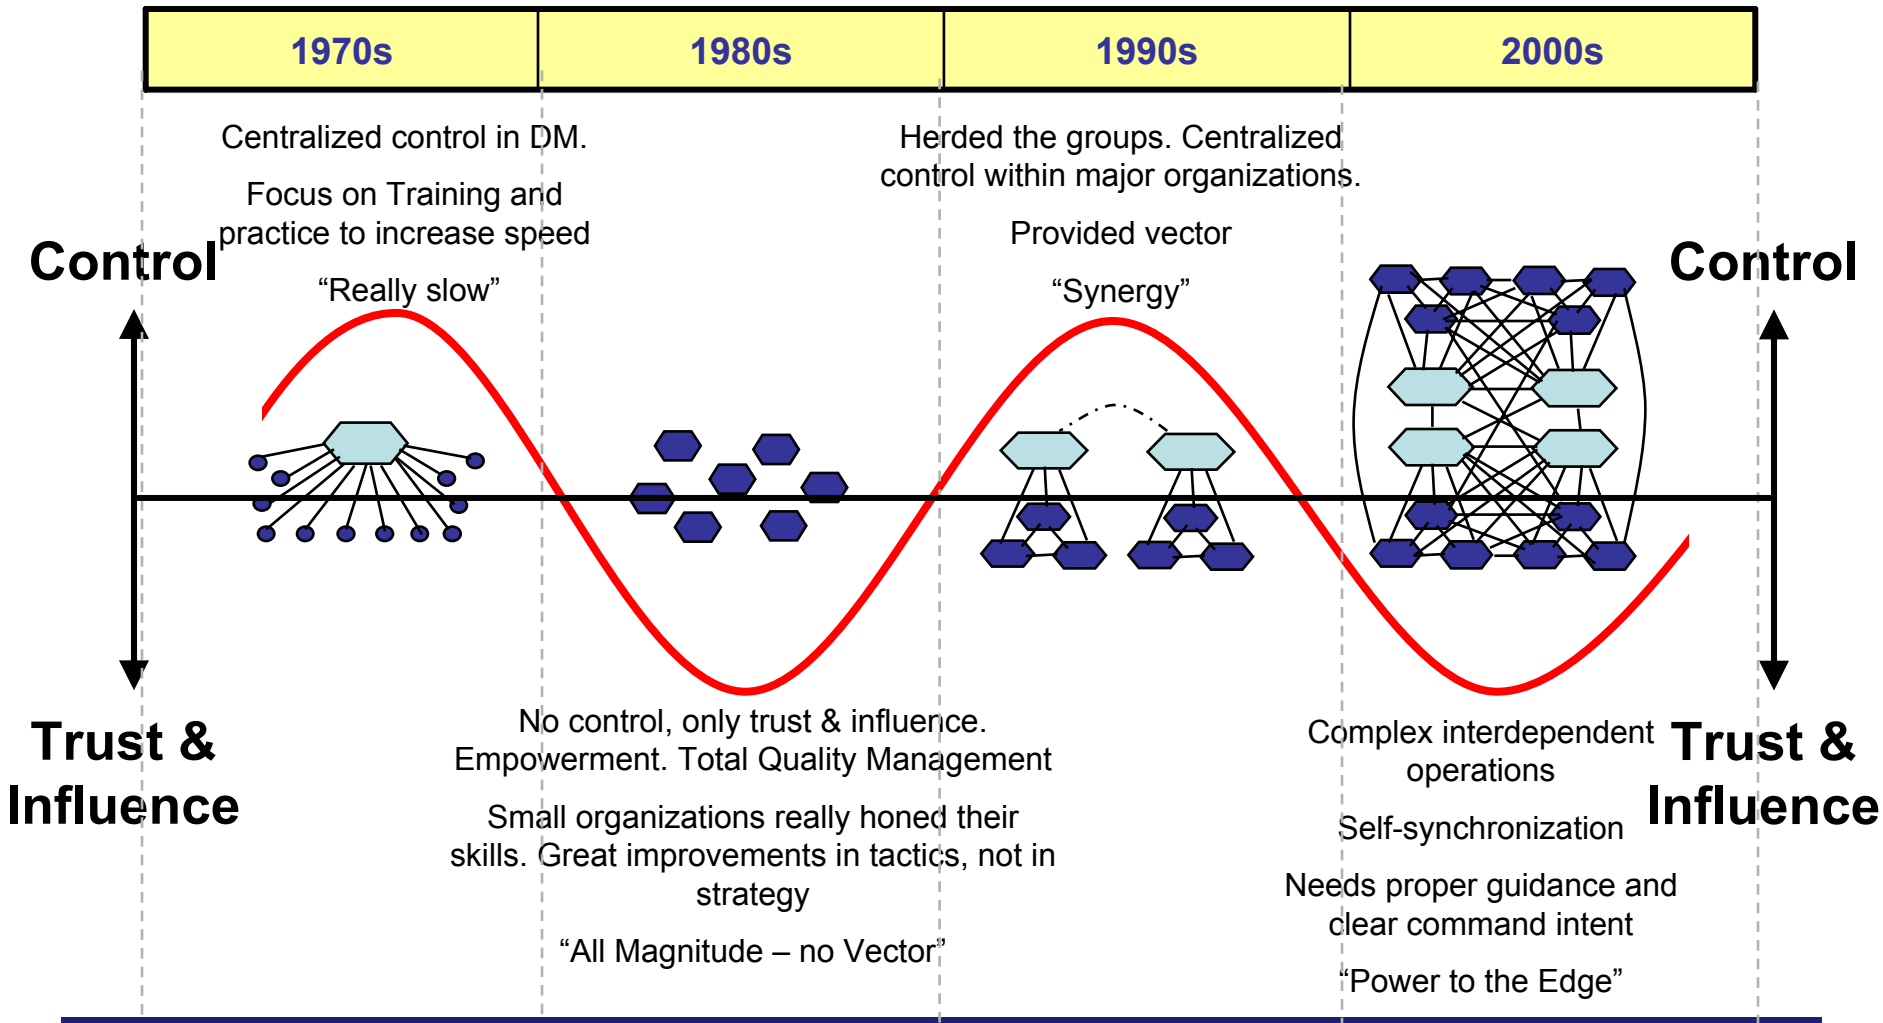 1970s
1980s
1990s
2000s
Centralized control in DM.
Focus on Training and
practice to increase speed
“Really slow”
Herded the groups. Centralized
control within major organizations.
Provided vector
“Synergy”
Control
Control
Trust &
Influence
No control, only trust & influence.
Empowerment. Total Quality Management
Small organizations really honed their
skills. Great improvements in tactics, not in
strategy
“All Magnitude – no Vector”
Complex interdependent
operations
Self-synchronization
Needs proper guidance and
clear command intent
“Power to the Edge”
Trust &
Influence